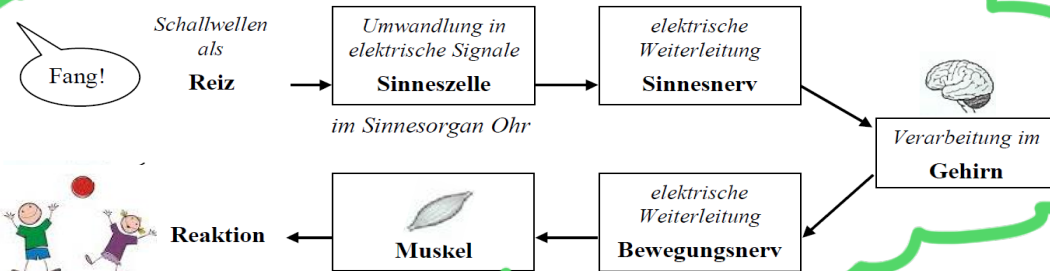 Fang!
Schallwellen
als
Reiz
Umwandlung in
elektrische Signale
Sinneszelle
im Sinnesorgan Ohr
elektrische
Weiterleitung
Sinnesnerv
Verarbeitung im
Gehirn
elektrische
Weiterleitung
Bewegungsnerv
Muskel
Reaktion